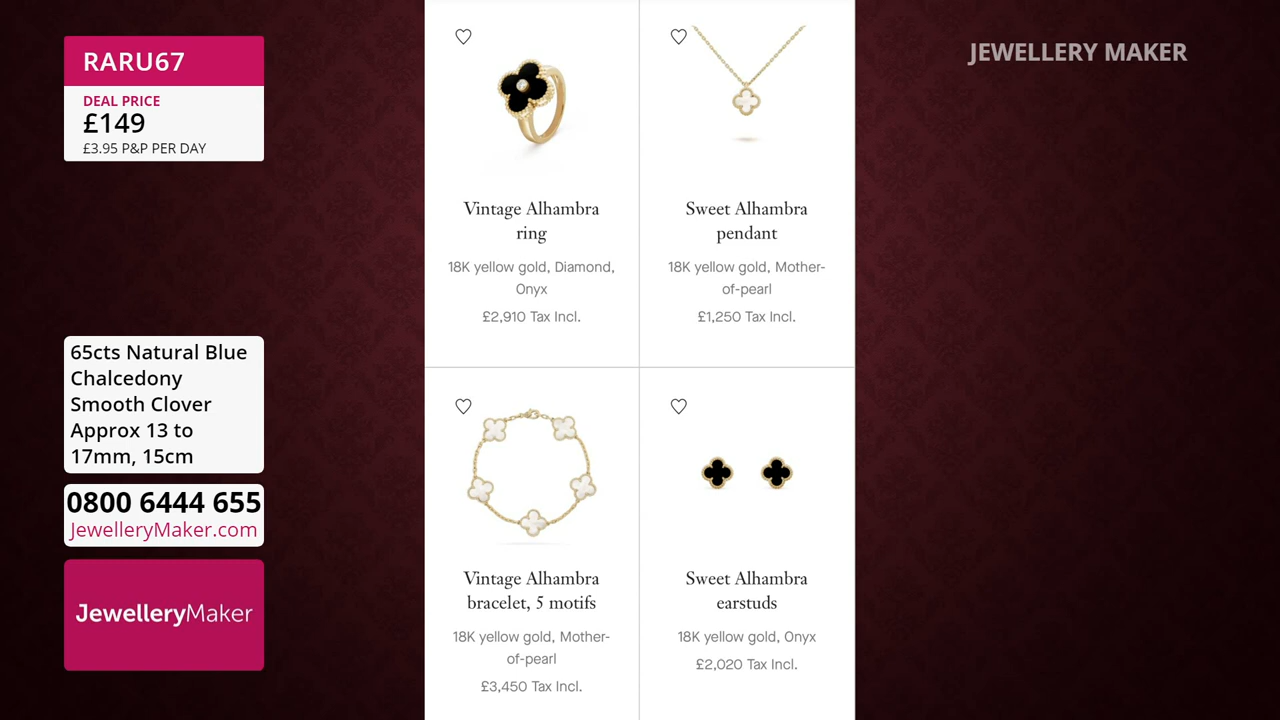 RARU67
DEAL PRICE
£149
£3.95 P&P PER DAY
65cts Natural Blue
Chalcedony
Smooth Clover
Approx 13 to
17mm, 15cm
0800 6444 655
JewelleryMaker.com
JewelleryMaker
Vintage Alhambra
ring
18K yellow gold, Diamond,
Onyx
£2,910 Tax Incl.
Sweet Alhambra
pendant
18K yellow gold, Mother-
of-pearl
£1,250 Tax Incl.
Vintage Alhambra
bracelet, 5 motifs
18K yellow gold, Mother-
of-pearl
£3,450 Tax Incl.
Sweet Alhambra
earstuds
18K yellow gold, Onyx
£2,020 Tax Incl.
JEWELLERY MAKER